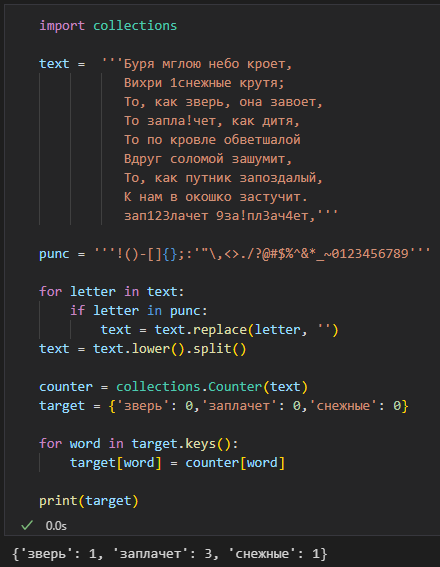 import collections
text =  '''Буря мглою небо кроет,
Вихри 1снежные крутя;
То, как зверь, она завоет,
То запла!чет, как дитя,
То по кровле обветшалой
Вдруг соломой зашумит,
То, как путник запоздалый,
К нам в окошко застучит.
зап123лачет 9за!пл3ач4ет,'''
punc = '''!()-[]{};:'"\,<>./?@#$%^&*_~0123456789'''
for letter in text:
if letter in punc:
text = text.replace(letter, '')
text = text.lower().split()
counter = collections.Counter(text)
target = {'зверь': 0,'заплачет': 0,'снежные': 0}
for word in target.keys():
target[word] = counter[word]
print(target)
0.0s
{'зверь': 1, 'заплачет': 3, 'снежные': 1}